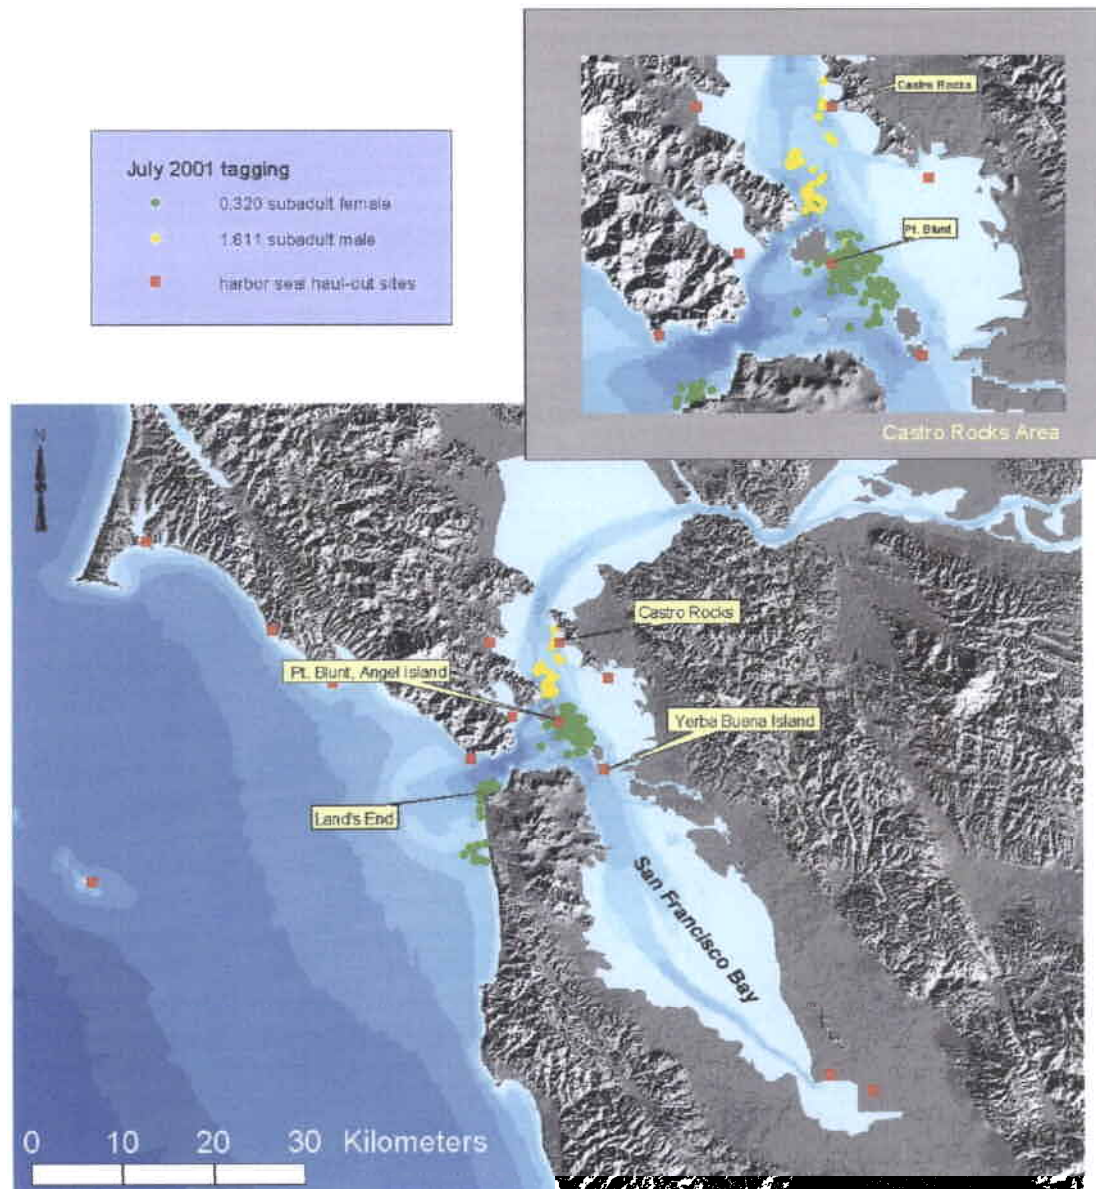 Castro Rocks
Pt. Blunt
Castro Rocks Area
July 2001 tagging
0.320 subadult female
1.611 subadult male
harbor seal haul-out sites
N
Castro Rocks
Pt. Blunt, Angel Island
Yerba Buena Island
Land's End
San Francisco Bay
0 10 20 30 Kilometers